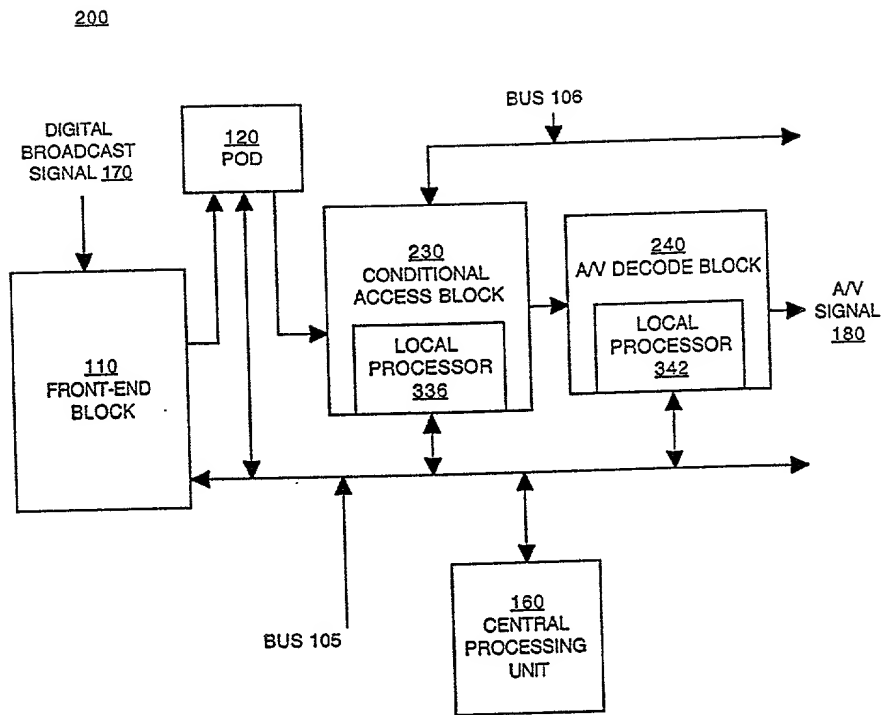 200
BUS 106
DIGITAL
BROADCAST
SIGNAL 170
120
POD
230
CONDITIONAL
ACCESS BLOCK
LOCAL
PROCESSOR
336
240
A/V DECODE BLOCK
LOCAL
PROCESSOR
342
A/V
SIGNAL
180
110
FRONT-END
BLOCK
BUS 105
160
CENTRAL
PROCESSING
UNIT